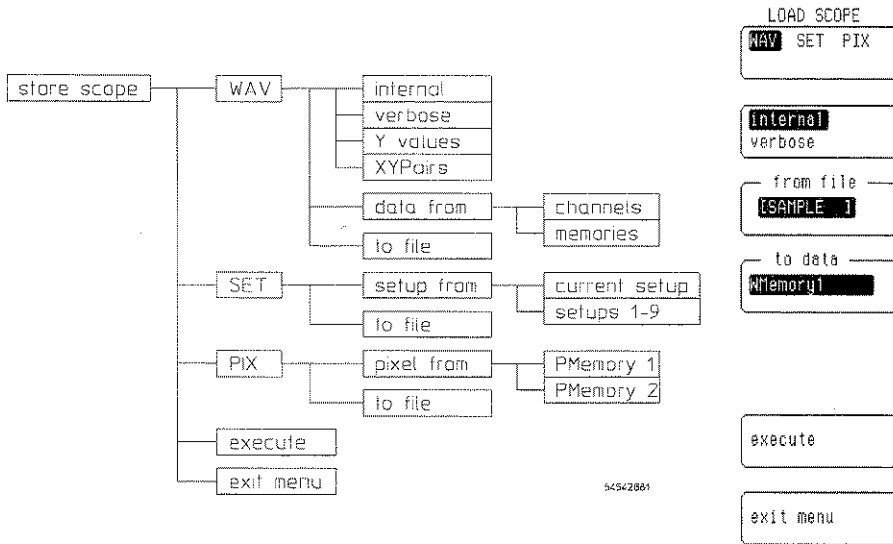 store scope
WAV
internal
verbose
Y values
XYPairs
data from
channels
memories
to file
SET
setup from
current setup
setups 1-9
to file
PIX
pixel from
PMemory 1
PMemory 2
to file
execute
exit menu
LOAD SCOPE
WAV SET PIX
internal
verbose
from file
[SAMPLE ]
to data
WMemory1
execute
exit menu